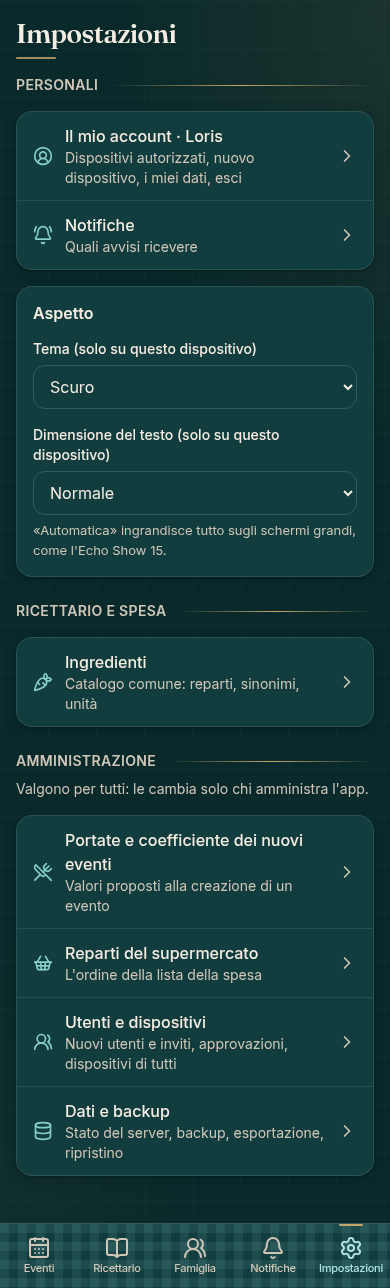 Impostazioni
PERSONALI
Il mio account · Loris
Dispositivi autorizzati, nuovo
dispositivo, i miei dati, esci
Notifiche
Quali avvisi ricevere
Aspetto
Tema (solo su questo dispositivo)
Scuro
Dimensione del testo (solo su questo
dispositivo)
Normale
«Automatica» ingrandisce tutto sugli schermi grandi,
come l'Echo Show 15.
RICETTARIO E SPESA
Ingredienti
Catalogo comune: reparti, sinonimi,
unità
AMMINISTRAZIONE
Valgono per tutti: le cambia solo chi amministra l'app.
Portate e coefficiente dei nuovi
eventi
Valori proposti alla creazione di un
evento
Reparti del supermercato
L'ordine della lista della spesa
Utenti e dispositivi
Nuovi utenti e inviti, approvazioni,
dispositivi di tutti
Dati e backup
Stato del server, backup, esportazione,
ripristino
Eventi
Ricettario
Famiglia
Notifiche
Impostazioni